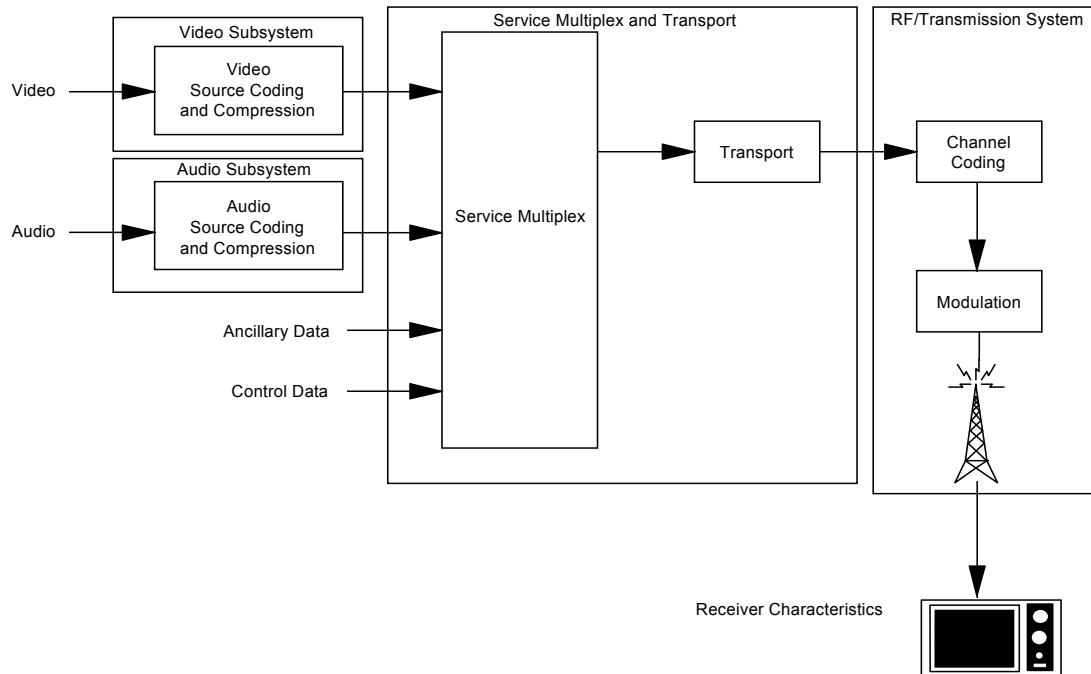 Video Subsystem
Service Multiplex and Transport
RF/Transmission System
Video
Video
Source Coding
and Compression
Audio Subsystem
Audio
Audio
Source Coding
and Compression
Ancillary Data
Control Data
Service Multiplex
Transport
Channel
Coding
Modulation
Receiver Characteristics